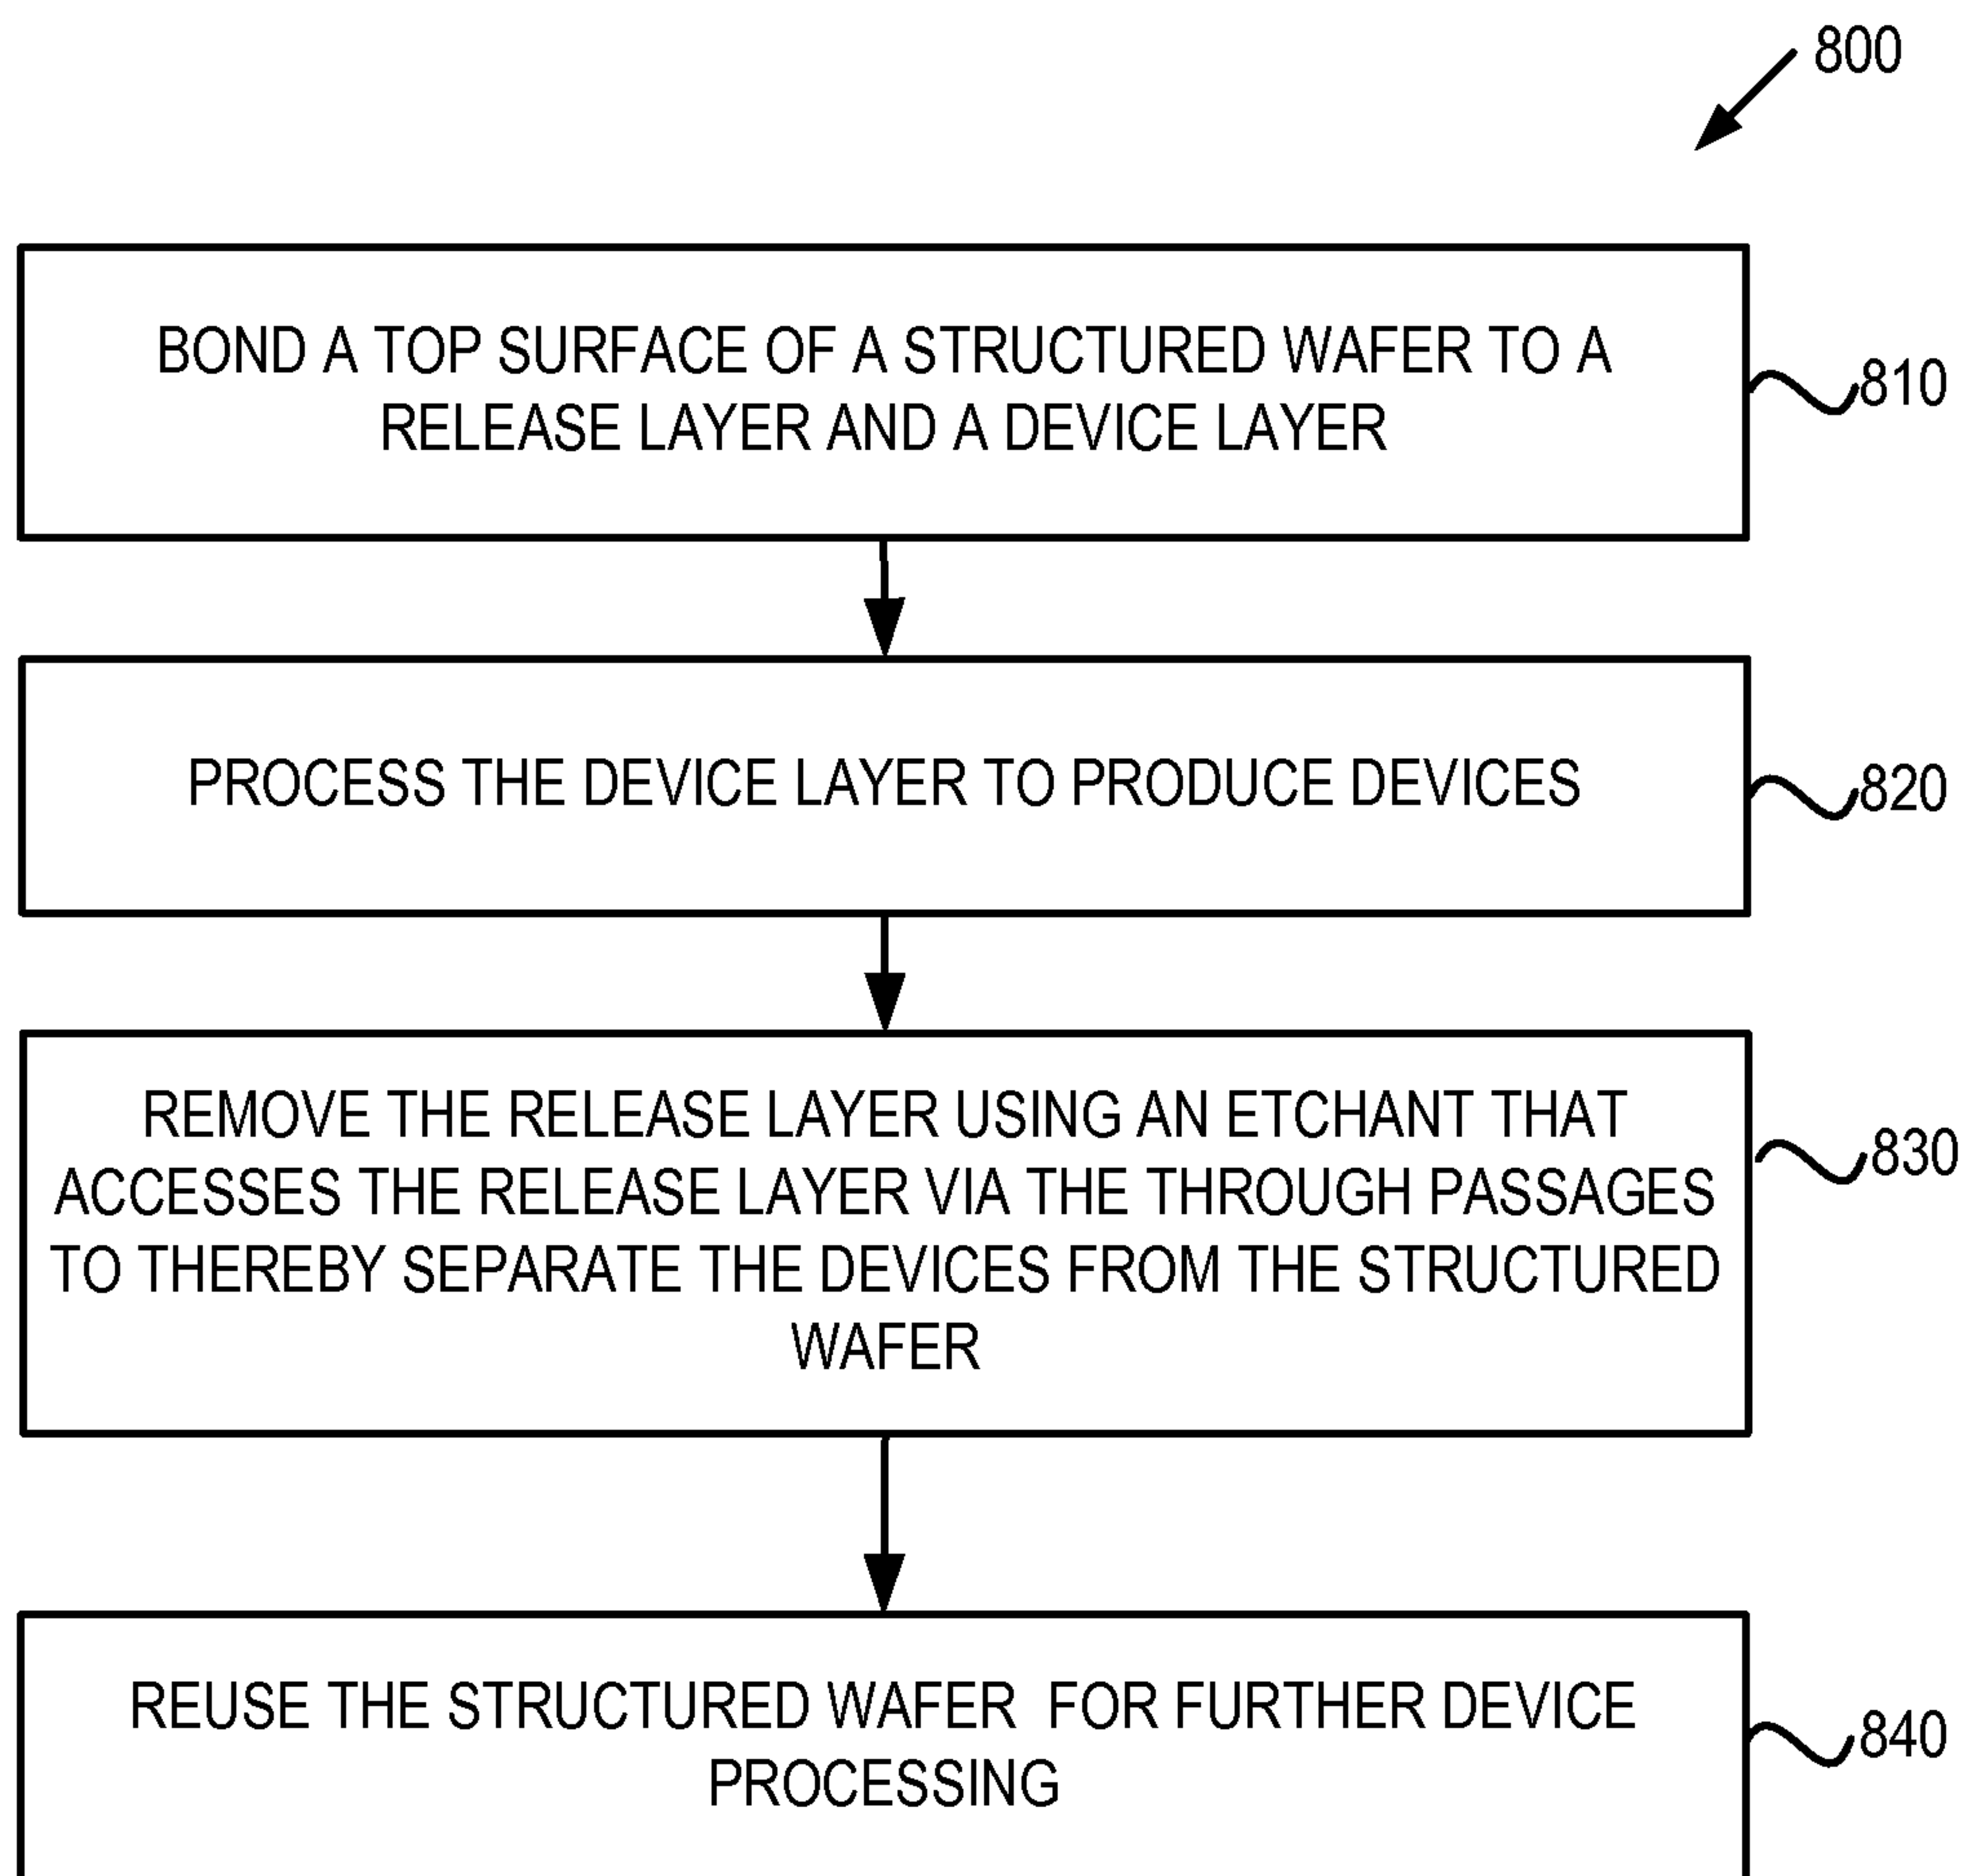 800
BOND A TOP SURFACE OF A STRUCTURED WAFER TO A
RELEASE LAYER AND A DEVICE LAYER
810
PROCESS THE DEVICE LAYER TO PRODUCE DEVICES
820
REMOVE THE RELEASE LAYER USING AN ETCHANT THAT
ACCESSES THE RELEASE LAYER VIA THE THROUGH PASSAGES
TO THEREBY SEPARATE THE DEVICES FROM THE STRUCTURED
WAFER
830
REUSE THE STRUCTURED WAFER FOR FURTHER DEVICE
PROCESSING
840